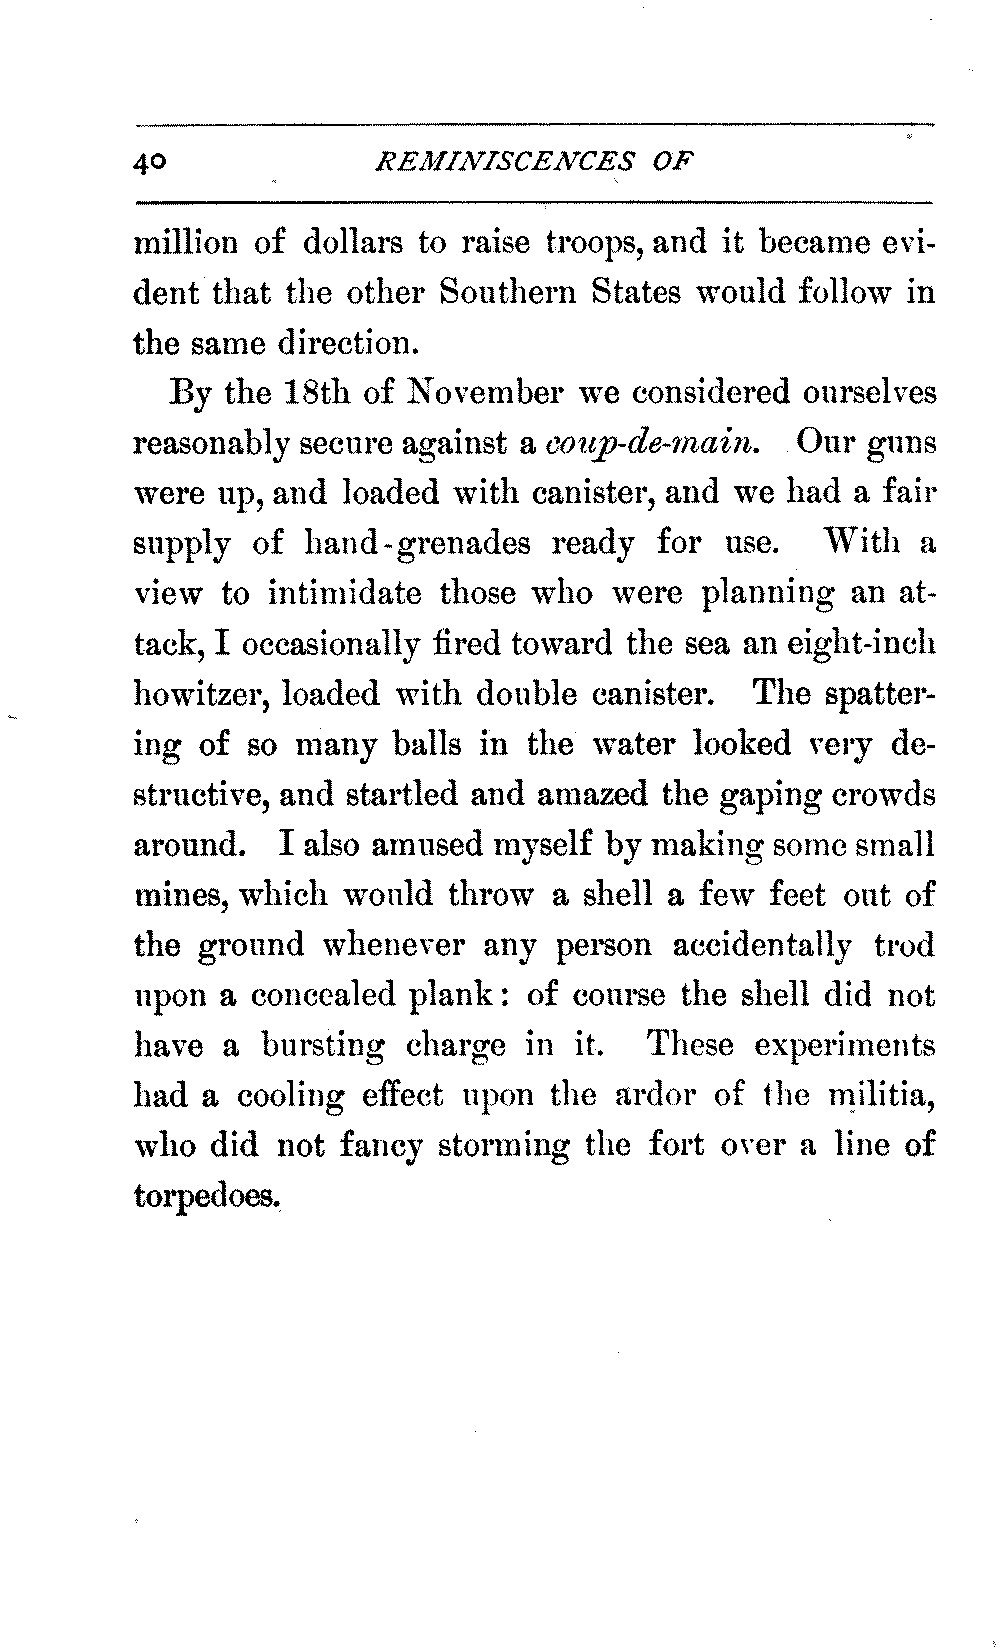 40 REMINISCENCES OF
million of dollars to raise troops, and it became evi-
dent that the other Southern States would follow in
the same direction.
By the 18th of November we considered ourselves
reasonably secure against a coup-de-main. Our guns
were up, and loaded with canister, and we had a fair
supply of hand-grenades ready for use. With a
view to intimidate those who were planning an at-
tack, I occasionally fired toward the sea an eight-inch
howitzer, loaded with double canister. The spatter-
ing of so many balls in the water looked very de-
structive, and startled and amazed the gaping crowds
around. I also amused myself by making some small
mines, which would throw a shell a few feet out of
the ground whenever any person accidentally trod
upon a concealed plank: of course the shell did not
have a bursting charge in it. These experiments
had a cooling effect upon the ardor of the militia,
who did not fancy storming the fort over a line of
torpedoes.